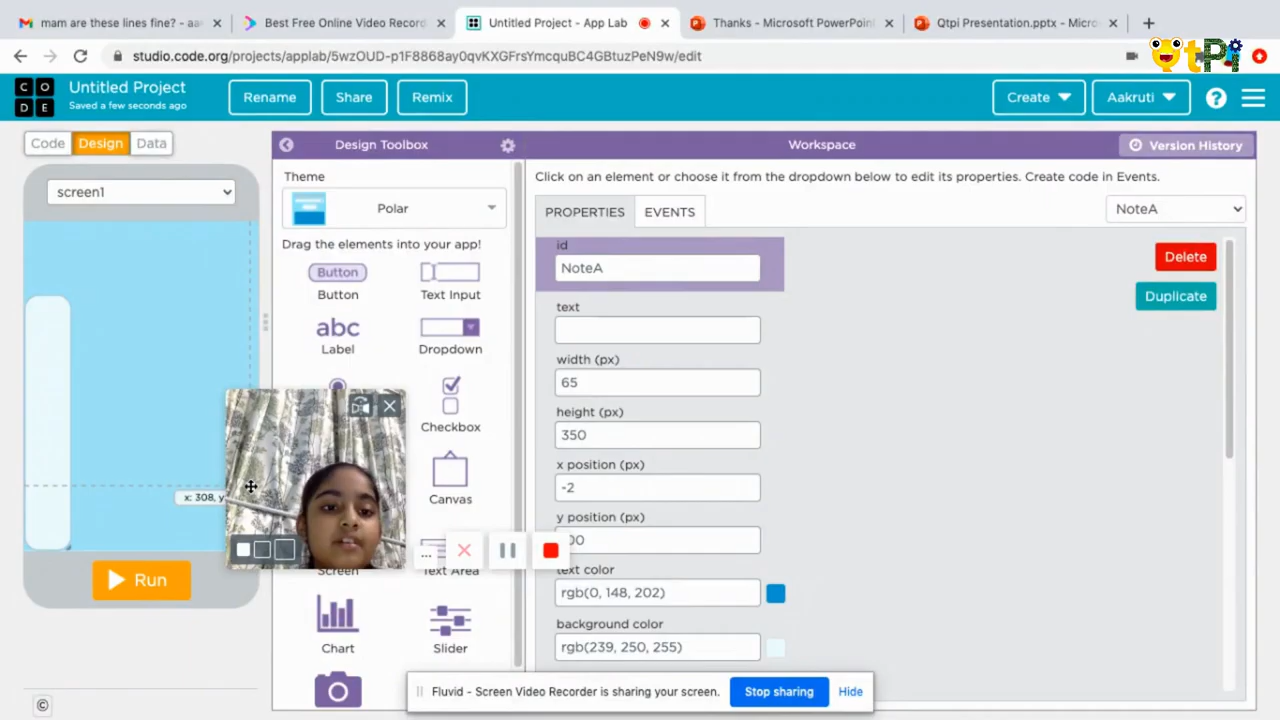 mam are these lines fine? - aa
Best Free Online Video Record
Untitled Project - App Lab
Thanks - Microsoft PowerPoin
Qtpi Presentation.pptx - Micro
studio.code.org/projects/applab/5wzOUD-p1F8868ay0qvKXGFrsYmcquBC4GBtuzPeN9w/edit
QtPi
CODE
Untitled Project
Saved a few seconds ago
Rename
Share
Remix
Create
Aakruti
?
Code
Design
Data
Design Toolbox
Workspace
Version History
screen1
Theme
Polar
Drag the elements into your app!
Button
Button
Text Input
abc
Label
Dropdown
Checkbox
Canvas
Screen
Text Area
Chart
Slider
x: 308, y
Run
©
Click on an element or choose it from the dropdown below to edit its properties. Create code in Events.
PROPERTIES
EVENTS
NoteA
id
NoteA
Delete
Duplicate
text
width (px)
65
height (px)
350
x position (px)
-2
y position (px)
00
text color
rgb(0, 148, 202)
background color
rgb(239, 250, 255)
Fluvid - Screen Video Recorder is sharing your screen.
Stop sharing
Hide